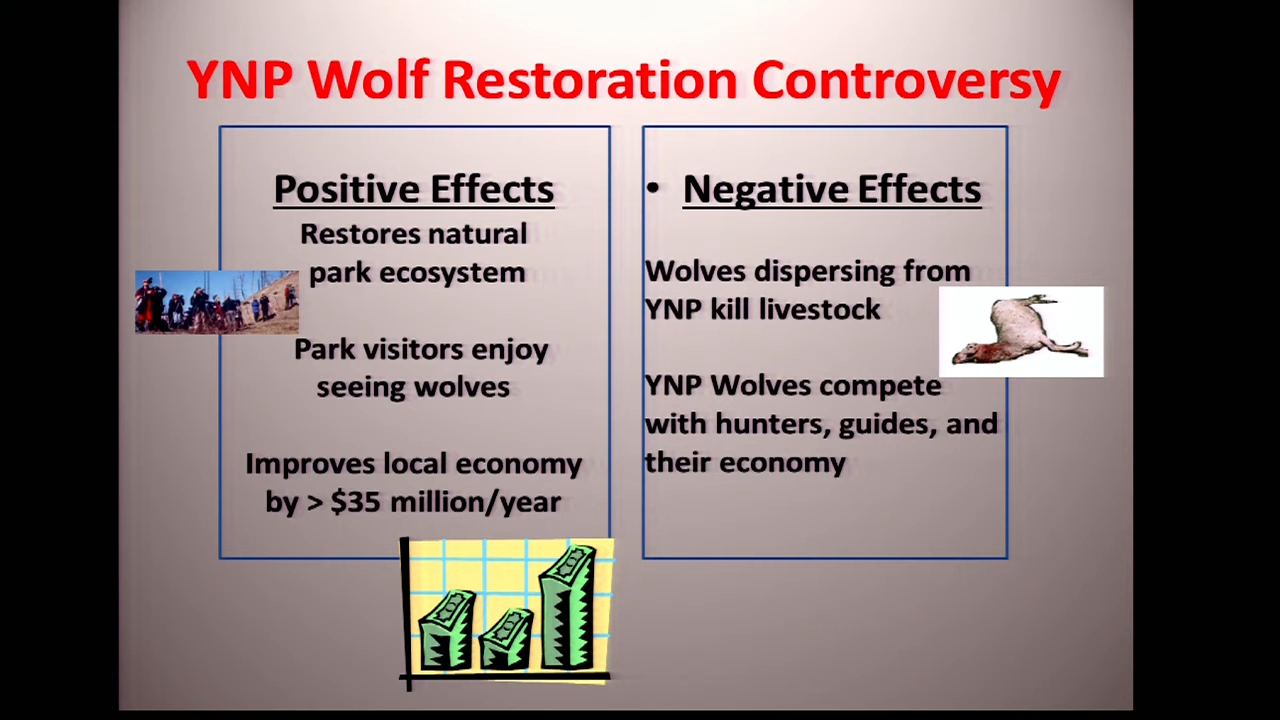 YNP Wolf Restoration Controversy
Positive Effects
Restores natural
park ecosystem
Park visitors enjoy
seeing wolves
Improves local economy
by > $35 million/year
• Negative Effects
Wolves dispersing from
YNP kill livestock
YNP Wolves compete
with hunters, guides, and
their economy